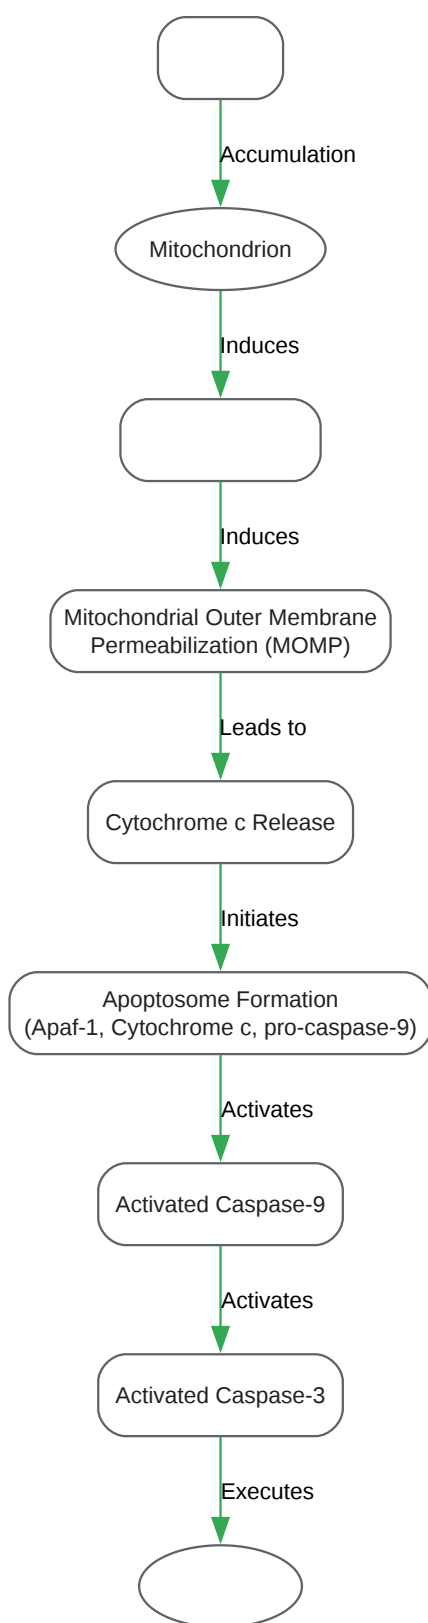 Accumulation
Mitochondrion
Induces
Induces
Mitochondrial Outer Membrane
Permeabilization (MOMP)
Leads to
Cytochrome c Release
Initiates
Apoptosome Formation
(Apaf-1, Cytochrome c, pro-caspase-9)
Activates
Activated Caspase-9
Activates
Activated Caspase-3
Executes